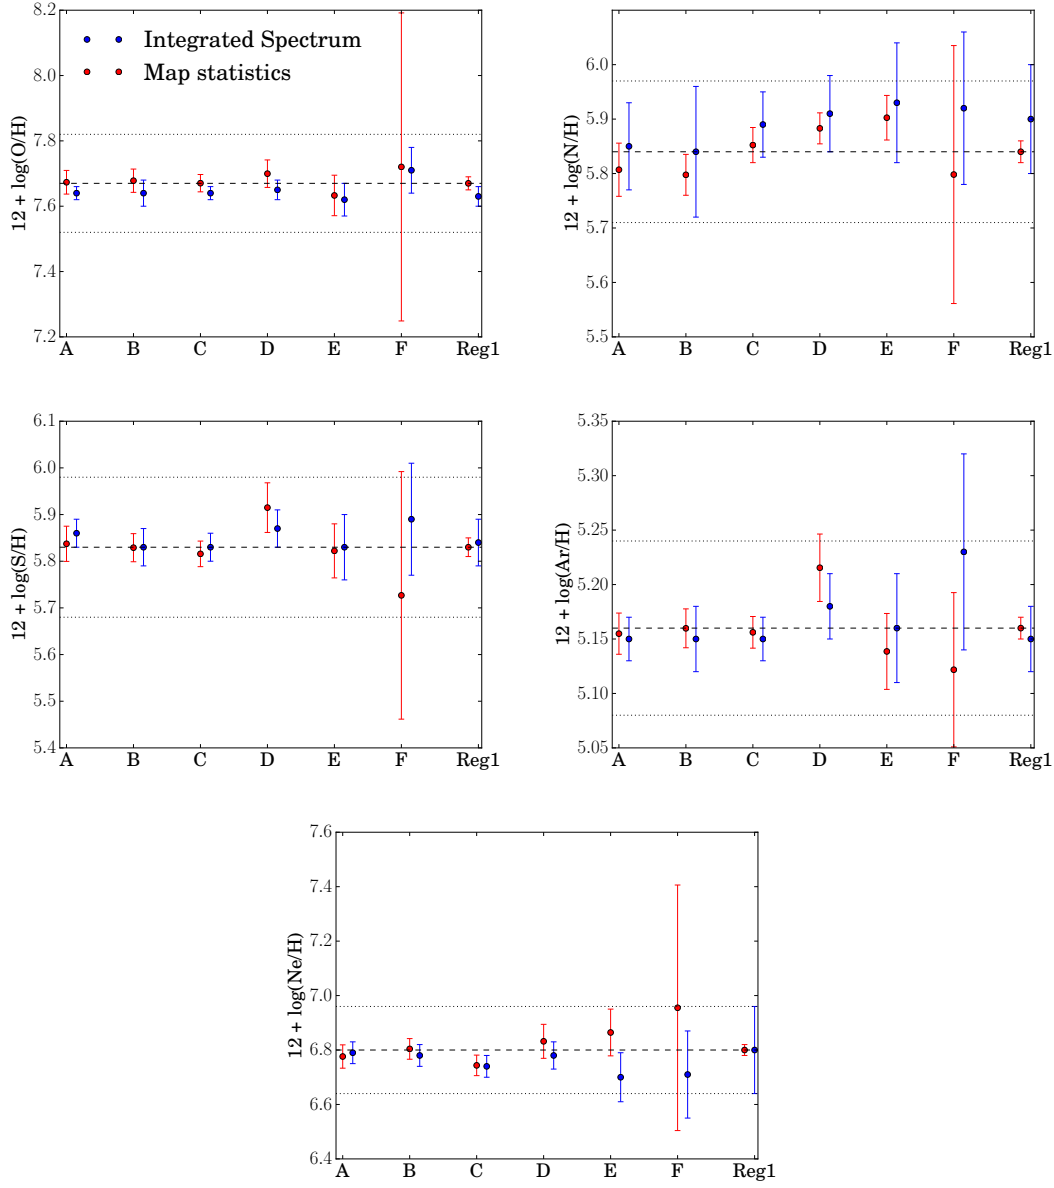 8.2
8.0
7.8
7.6
7.4
7.2
12 + log(O/H)
Integrated Spectrum
Map statistics
A B C D E F Reg1
6.0
5.9
5.8
5.7
5.6
5.5
12 + log(N/H)
A B C D E F Reg1
6.1
6.0
5.9
5.8
5.7
5.6
5.5
5.4
12 + log(S/H)
A B C D E F Reg1
5.35
5.30
5.25
5.20
5.15
5.10
5.05
12 + log(Ar/H)
A B C D E F Reg1
7.6
7.4
7.2
7.0
6.8
6.6
6.4
12 + log(Ne/H)
A B C D E F Reg1